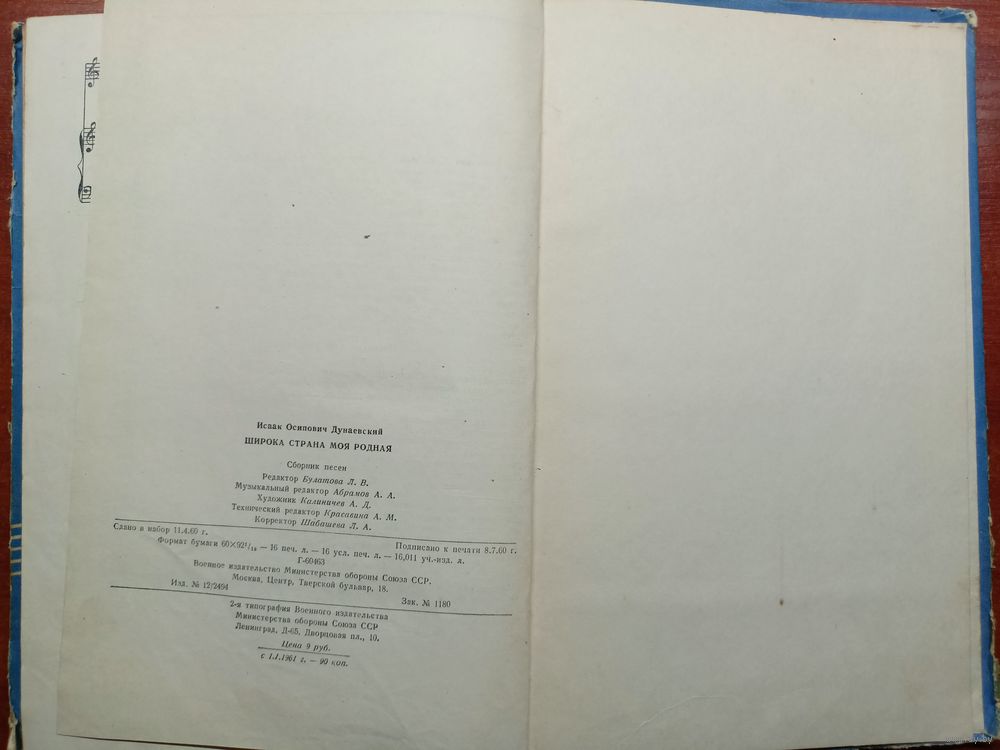 Исаак Осипович Дунаевский
ШИРОКА СТРАНА МОЯ РОДНАЯ
Сборник песен
Редактор Булатова Л. В.
Музыкальный редактор Абрамов А. А.
Художник Калиничев А. Д.
Технический редактор Красавина А. М.
Корректор Шабашева Л. А.
Сдано в набор 11.4.60 г. Подписано к печати 8.7.60 г.
Формат бумаги 60×92¹/₁₆ — 16 печ. л. — 16 усл. печ. л. — 16,011 уч.-изд. л.
Г-60463
Военное издательство Министерства обороны Союза ССР.
Москва, Центр, Тверской бульвар, 18.
Изд. № 12/2494 Зак. № 1180
2-я типография Военного издательства
Министерства обороны Союза ССР
Ленинград, Д-65, Дворцовая пл., 10.
Цена 9 руб.
с 1.1.1961 г. — 90 коп.